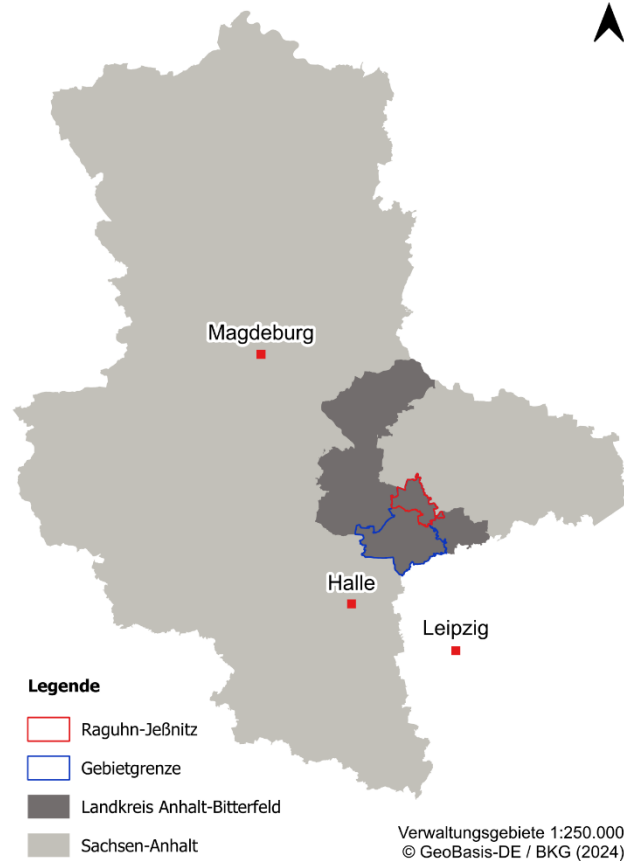 Magdeburg
Halle
Leipzig
Legende
Raguhn-Jeßnitz
Gebietgrenze
Landkreis Anhalt-Bitterfeld
Sachsen-Anhalt
Verwaltungsgebiete 1:250.000
© GeoBasis-DE / BKG (2024)